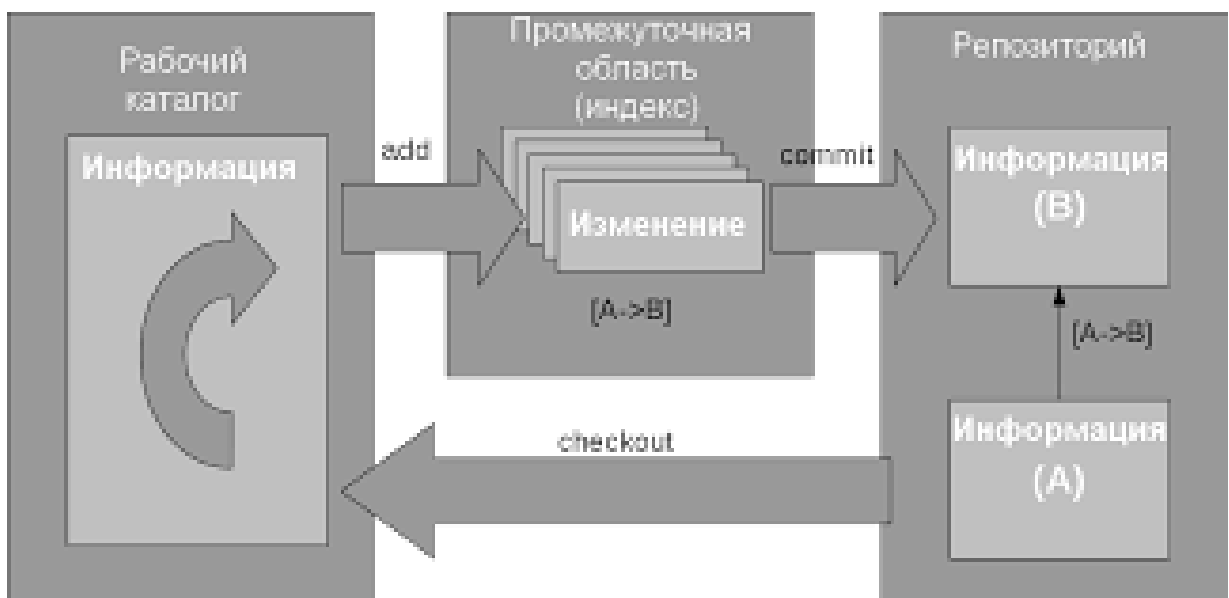 Рабочий
каталог
Информация
add
Промежуточная
область
(индекс)
Изменение
[A->B]
commit
Репозиторий
Информация
(B)
[A->B]
Информация
(A)
checkout